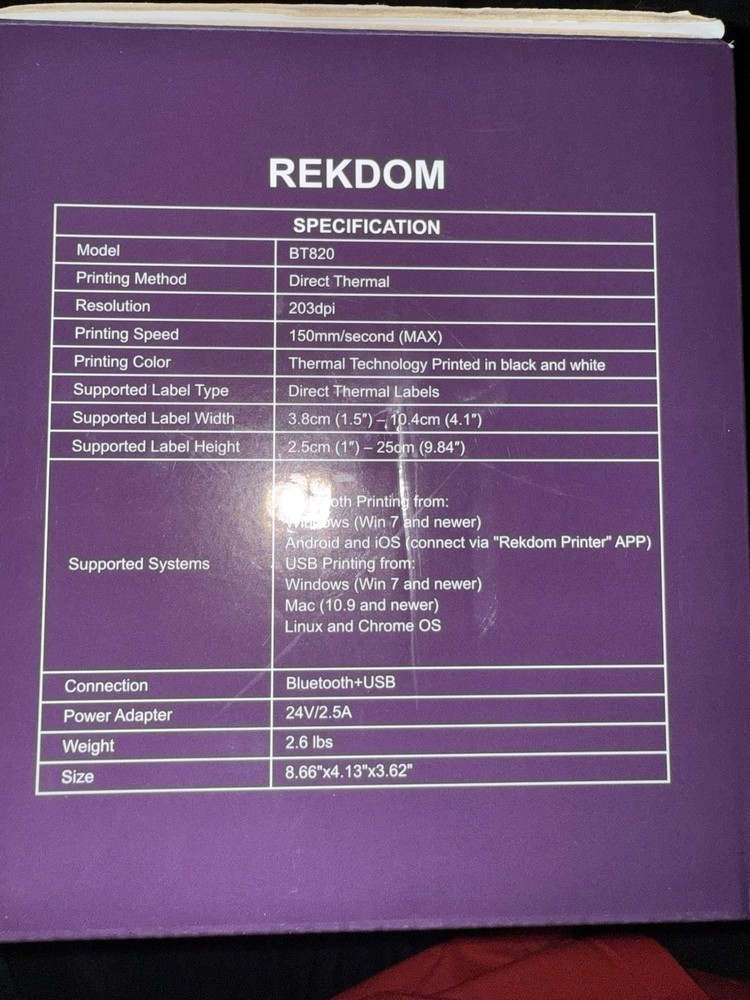 REKDOM
SPECIFICATION
Model BT820
Printing Method Direct Thermal
Resolution 203dpi
Printing Speed 150mm/second (MAX)
Printing Color Thermal Technology Printed in black and white
Supported Label Type Direct Thermal Labels
Supported Label Width 3.8cm (1.5″) – 10.4cm (4.1″)
Supported Label Height 2.5cm (1″) – 25cm (9.84″)
Bluetooth Printing from:
Windows (Win 7 and newer)
Android and iOS (connect via "Rekdom Printer" APP)
Supported Systems USB Printing from:
Windows (Win 7 and newer)
Mac (10.9 and newer)
Linux and Chrome OS
Connection Bluetooth+USB
Power Adapter 24V/2.5A
Weight 2.6 lbs
Size 8.66"x4.13"x3.62"